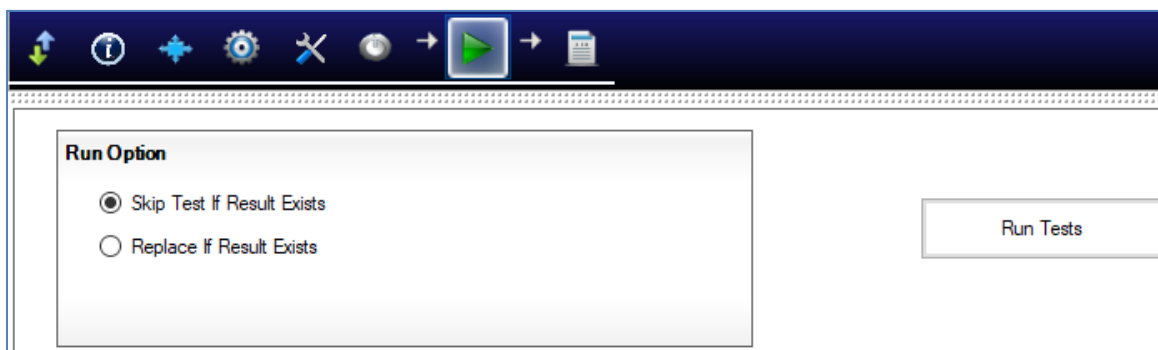 Run Option
Skip Test If Result Exists
Run Tests
Replace If Result Exists